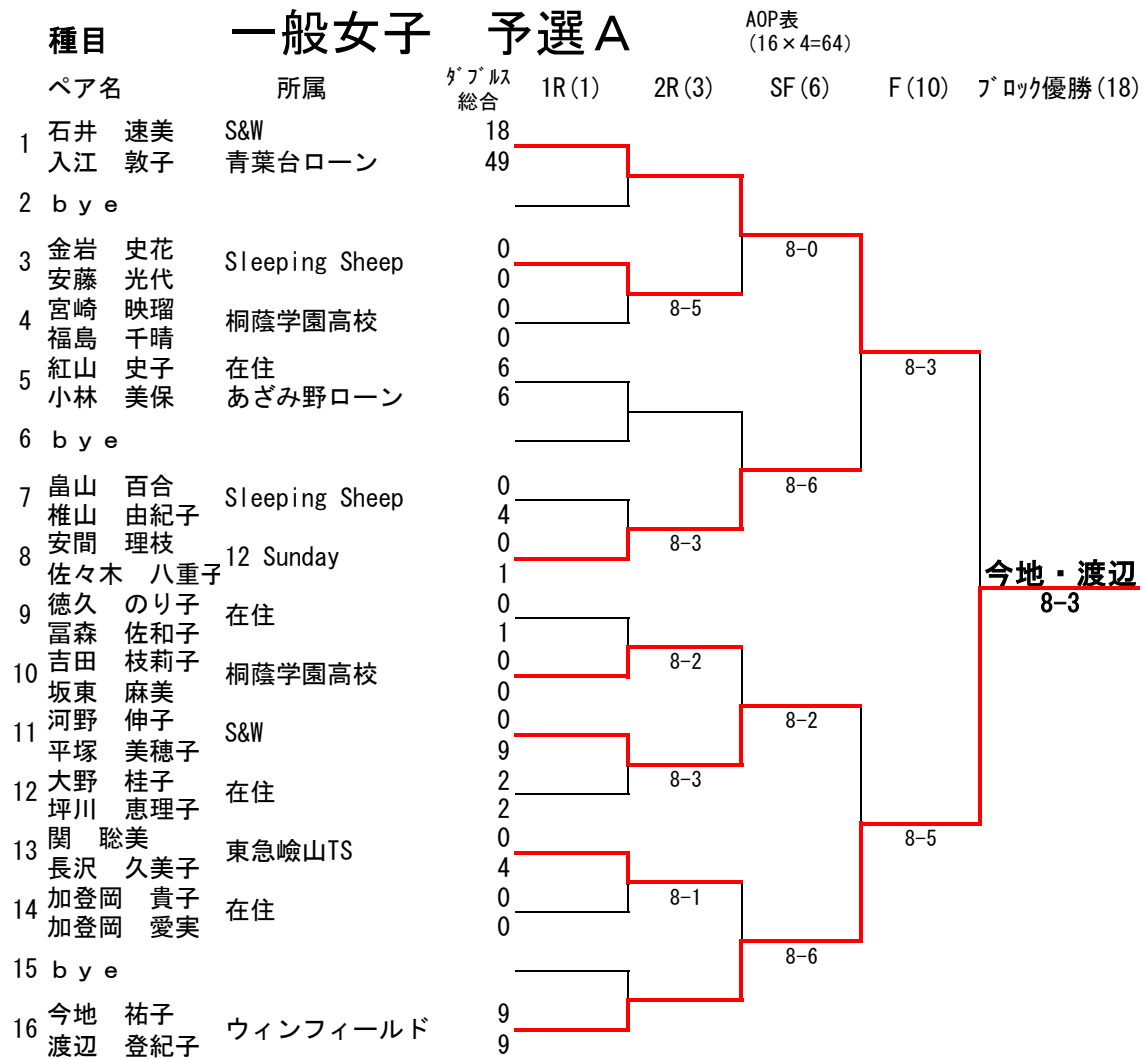 種目 一般女子 予選A AOP表
(16×4=64)
ペア名 所属 ダブルス総合 1R(1) 2R(3) SF(6) F(10) ブロック優勝(18)
1 石井 速美 S&W 18
入江 敦子 青葉台ローン 49
2 bye
8-0
3 金岩 史花 Sleeping Sheep 0
安藤 光代 0
8-5
4 宮崎 映瑠 桐蔭学園高校 0
福島 千晴 0
8-3
5 紅山 史子 在住 6
小林 美保 あざみ野ローン 6
6 bye
8-6
7 畠山 百合 Sleeping Sheep 0
椎山 由紀子 4
8-3
8 安間 理枝 12 Sunday 0
佐々木 八重子 1
今地・渡辺
8-3
9 徳久 のり子 在住 0
冨森 佐和子 1
8-2
10 吉田 枝莉子 桐蔭学園高校 0
坂東 麻美 0
8-2
11 河野 伸子 S&W 0
平塚 美穂子 9
8-3
12 大野 桂子 在住 2
坪川 恵理子 2
8-5
13 関 聡美 東急嶮山TS 0
長沢 久美子 4
8-1
14 加登岡 貴子 在住 0
加登岡 愛実 0
8-6
15 bye
16 今地 祐子 ウィンフィールド 9
渡辺 登紀子 9